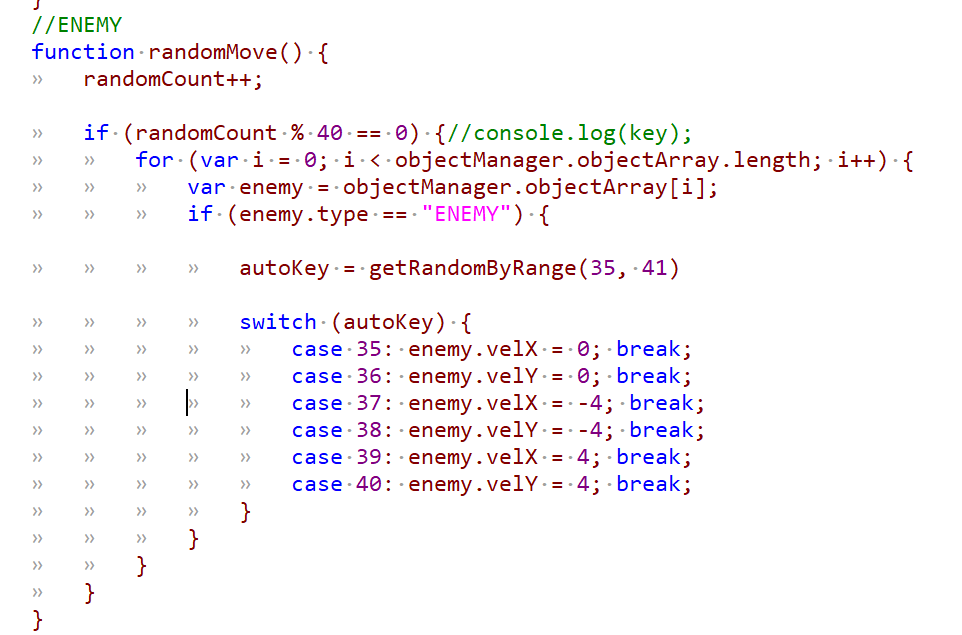 }
//ENEMY
function randomMove() {
    randomCount++;

    if (randomCount % 40 == 0) {//console.log(key);
        for (var i = 0; i < objectManager.objectArray.length; i++) {
            var enemy = objectManager.objectArray[i];
            if (enemy.type == "ENEMY") {

                autoKey = getRandomByRange(35, 41)

                switch (autoKey) {
                    case 35: enemy.velX = 0; break;
                    case 36: enemy.velY = 0; break;
                    case 37: enemy.velX = -4; break;
                    case 38: enemy.velY = -4; break;
                    case 39: enemy.velX = 4; break;
                    case 40: enemy.velY = 4; break;
                }
            }
        }
    }
}